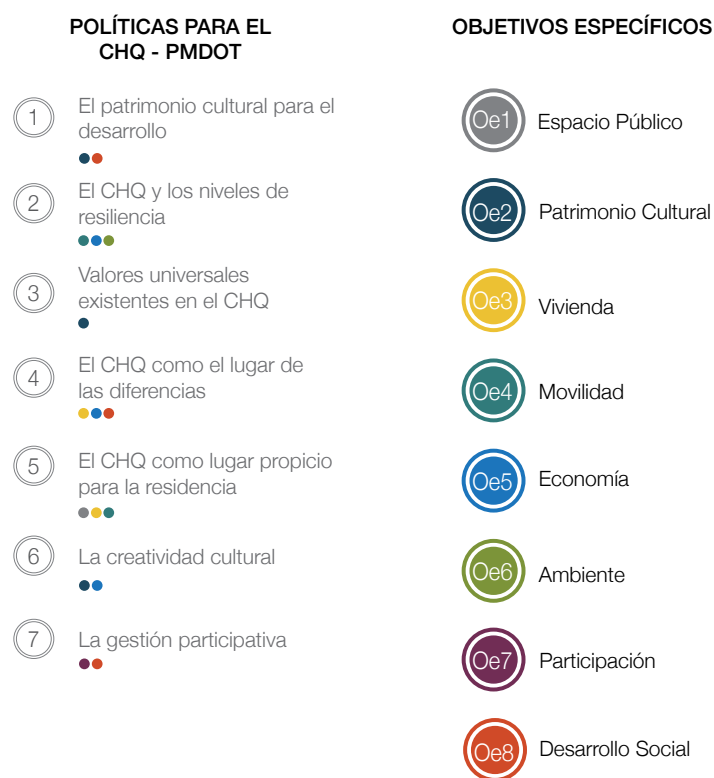 POLÍTICAS PARA EL
CHQ - PMDOT
1
El patrimonio cultural para el
desarrollo
2
El CHQ y los niveles de
resiliencia
3
Valores universales
existentes en el CHQ
4
El CHQ como el lugar de
las diferencias
5
El CHQ como lugar propicio
para la residencia
6
La creatividad cultural
7
La gestión participativa
OBJETIVOS ESPECÍFICOS
Oe1
Espacio Público
Oe2
Patrimonio Cultural
Oe3
Vivienda
Oe4
Movilidad
Oe5
Economía
Oe6
Ambiente
Oe7
Participación
Oe8
Desarrollo Social